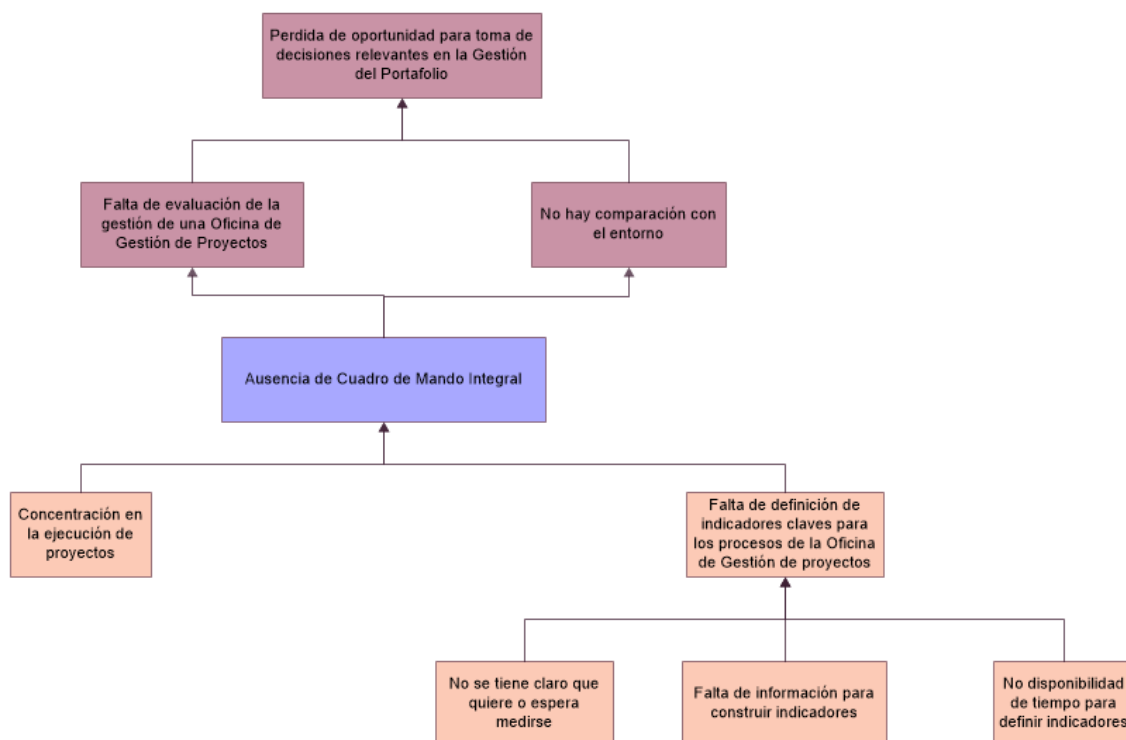 Perdida de oportunidad para toma de
decisiones relevantes en la Gestión
del Portafolio
Falta de evaluación de la
gestión de una Oficina de
Gestión de Proyectos
No hay comparación con
el entorno
Ausencia de Cuadro de Mando Integral
Concentración en
la ejecución de
proyectos
Falta de definición de
indicadores claves para
los procesos de la Oficina
de Gestión de proyectos
No se tiene claro que
quiere o espera
medirse
Falta de información para
construir indicadores
No disponibilidad
de tiempo para
definir indicadores